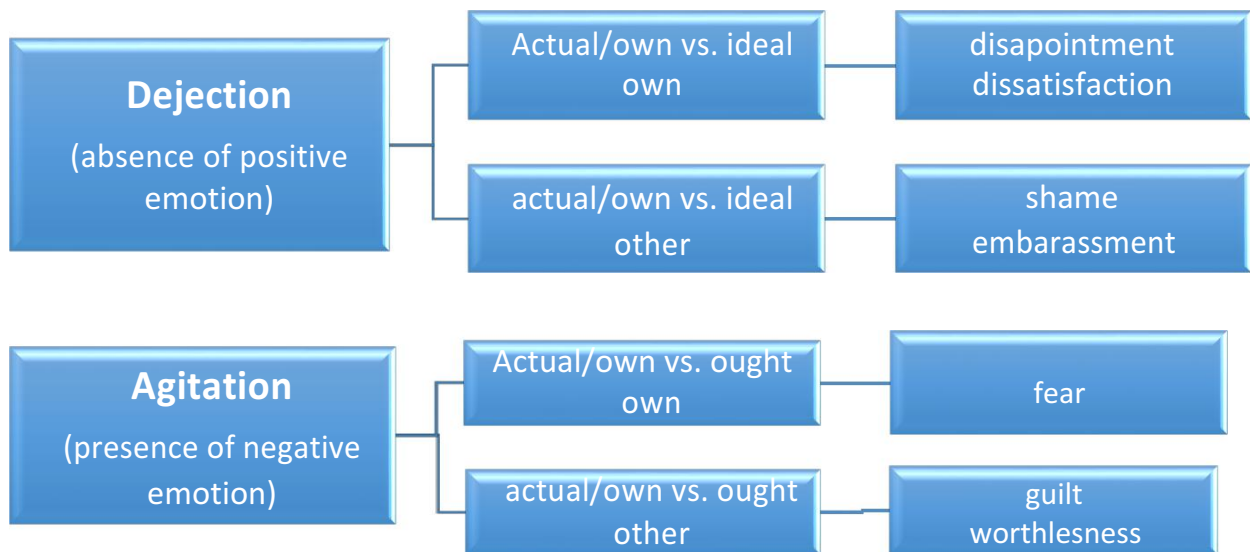 Dejection
(absence of positive
emotion)
Actual/own vs. ideal
own
disapointment
dissatisfaction
actual/own vs. ideal
other
shame
embarassment
Agitation
(presence of negative
emotion)
Actual/own vs. ought
own
fear
actual/own vs. ought
other
guilt
worthlesness